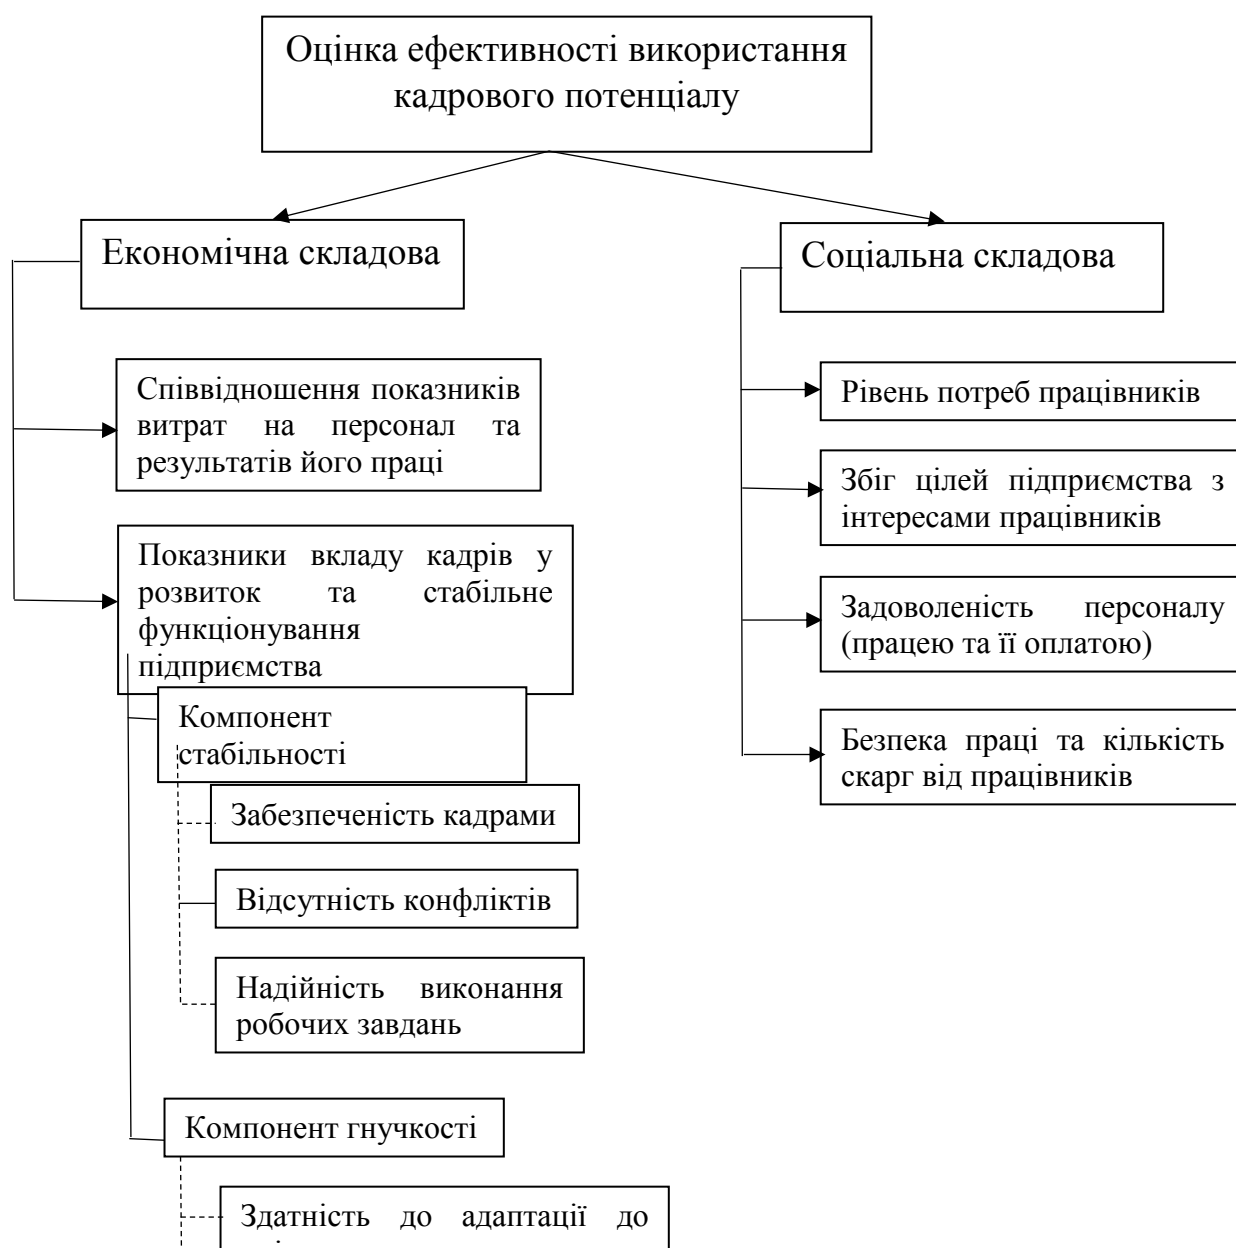 Оцінка ефективності використання
кадрового потенціалу
Економічна складова
Соціальна складова
Співвідношення показників
витрат на персонал та
результатів його праці
Показники вкладу кадрів у
розвиток та стабільне
функціонування
підприємства
Компонент
стабільності
Забезпеченість кадрами
Відсутність конфліктів
Надійність виконання
робочих завдань
Компонент гнучкості
Здатність до адаптації до
Рівень потреб працівників
Збіг цілей підприємства з
інтересами працівників
Задоволеність персоналу
(працею та її оплатою)
Безпека праці та кількість
скарг від працівників